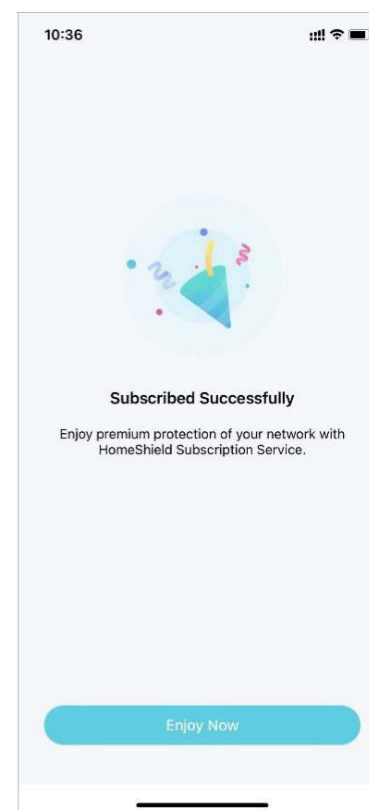 10:36
Subscribed Successfully
Enjoy premium protection of your network with
HomeShield Subscription Service.
Enjoy Now